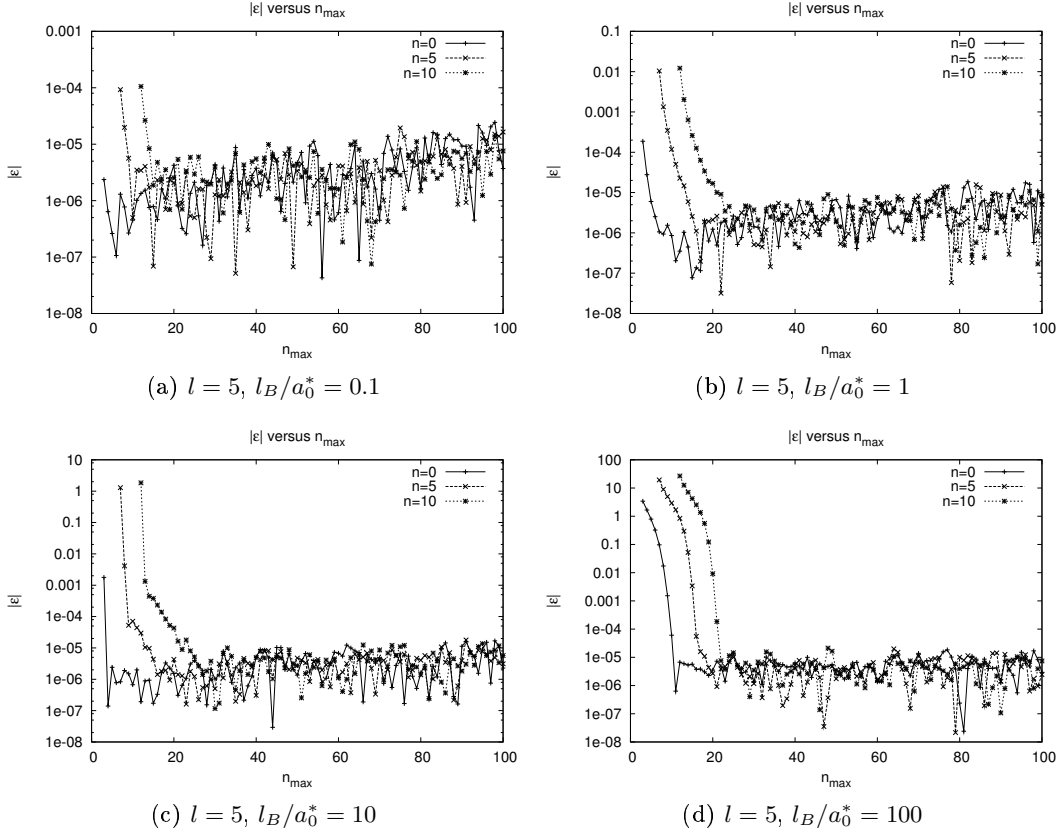 |ε| versus n_max
0.001
1e-04
1e-05
1e-06
1e-07
1e-08
|ε|
0 20 40 60 80 100
n_max
n=0
n=5
n=10
(a) l = 5, l_B/a_0^* = 0.1
|ε| versus n_max
0.1
0.01
0.001
1e-04
1e-05
1e-06
1e-07
1e-08
|ε|
0 20 40 60 80 100
n_max
n=0
n=5
n=10
(b) l = 5, l_B/a_0^* = 1
|ε| versus n_max
10
1
0.1
0.01
0.001
1e-04
1e-05
1e-06
1e-07
1e-08
|ε|
0 20 40 60 80 100
n_max
n=0
n=5
n=10
(c) l = 5, l_B/a_0^* = 10
|ε| versus n_max
100
10
1
0.1
0.01
0.001
1e-04
1e-05
1e-06
1e-07
1e-08
|ε|
0 20 40 60 80 100
n_max
n=0
n=5
n=10
(d) l = 5, l_B/a_0^* = 100